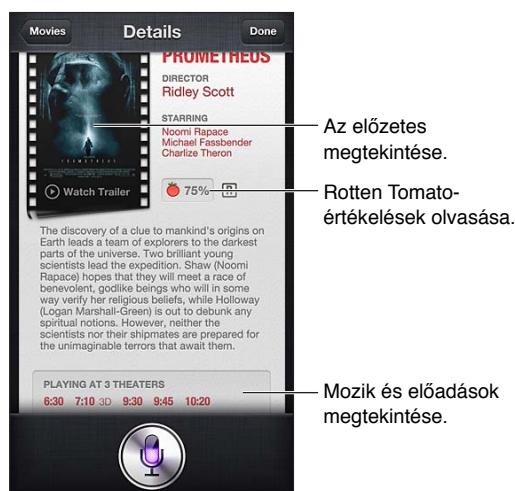 Movies
Details
Done
PROMETHEUS
DIRECTOR
Ridley Scott
STARRING
Noomi Rapace
Michael Fassbender
Charlize Theron
PROMETHEUS
Watch Trailer
75%
R
The discovery of a clue to mankind's origins on
Earth leads a team of explorers to the darkest
parts of the universe. Two brilliant young
scientists lead the expedition. Shaw (Noomi
Rapace) hopes that they will meet a race of
benevolent, godlike beings who will in some
way verify her religious beliefs, while Holloway
(Logan Marshall-Green) is out to debunk any
spiritual notions. However, neither the
scientists nor their shipmates are prepared for
the unimaginable terrors that await them.
PLAYING AT 3 THEATERS
6:30 7:10 3D 9:30 9:45 10:20
Az előzetes
megtekintése.
Rotten Tomato-
értékelések olvasása.
Mozik és előadások
megtekintése.